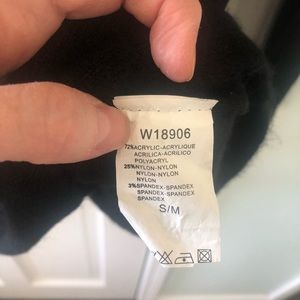 W18906
72%ACRYLIC-ACRYLIQUE
ACRILICA-ACRILICO
POLYACRYL
25%NYLON-NYLON
NYLON-NYLON
NYLON
3%SPANDEX-SPANDEX
SPANDEX-SPANDEX
SPANDEX
S/M